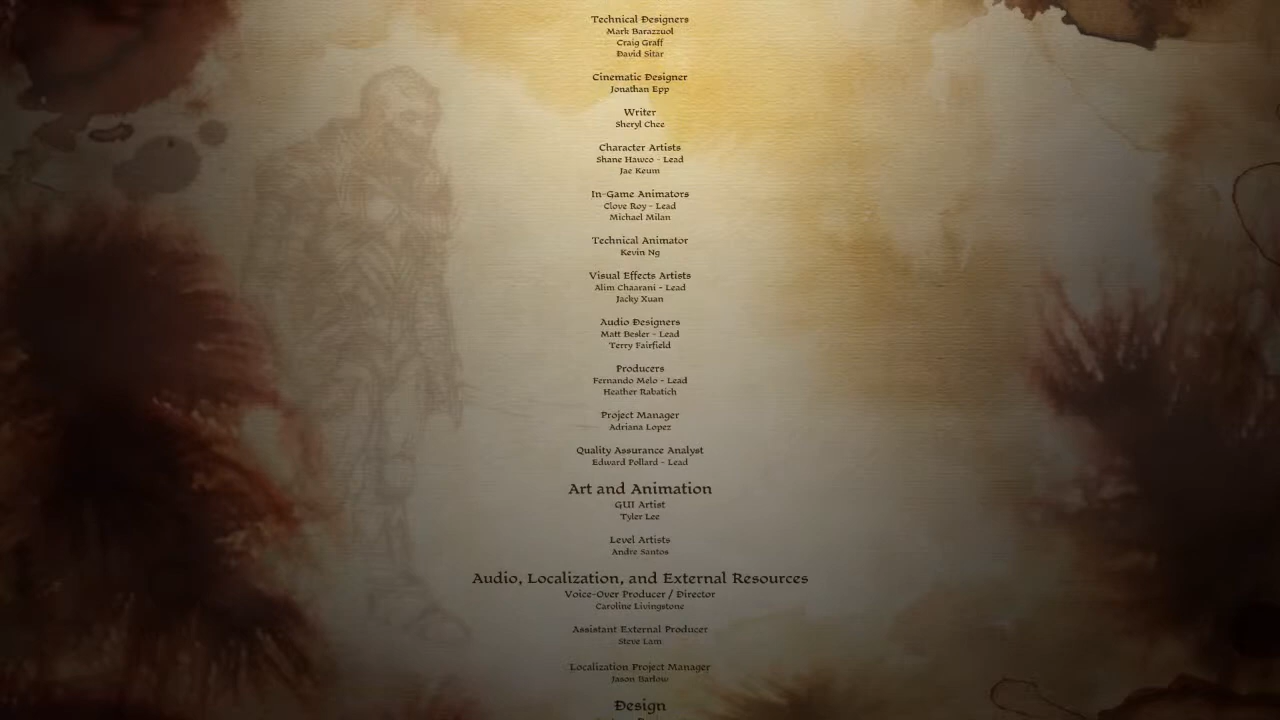 Technical Designers
Mark Barazzuol
Craig Graff
David Sitar
Cinematic Designer
Jonathan Epp
Writer
Sheryl Chee
Character Artists
Shane Hawco - Lead
Jae Keum
In-Game Animators
Clove Roy - Lead
Michael Milan
Technical Animator
Kevin Ng
Visual Effects Artists
Alim Chaarani - Lead
Jacky Xuan
Audio Designers
Matt Besler - Lead
Terry Fairfield
Producers
Fernando Melo - Lead
Heather Rabatich
Project Manager
Adriana Lopez
Quality Assurance Analyst
Edward Pollard - Lead
Art and Animation
GUI Artist
Tyler Lee
Level Artists
Andre Santos
Audio, Localization, and External Resources
Voice-Over Producer / Director
Caroline Livingstone
Assistant External Producer
Steve Lam
Localization Project Manager
Jason Barlow
Design